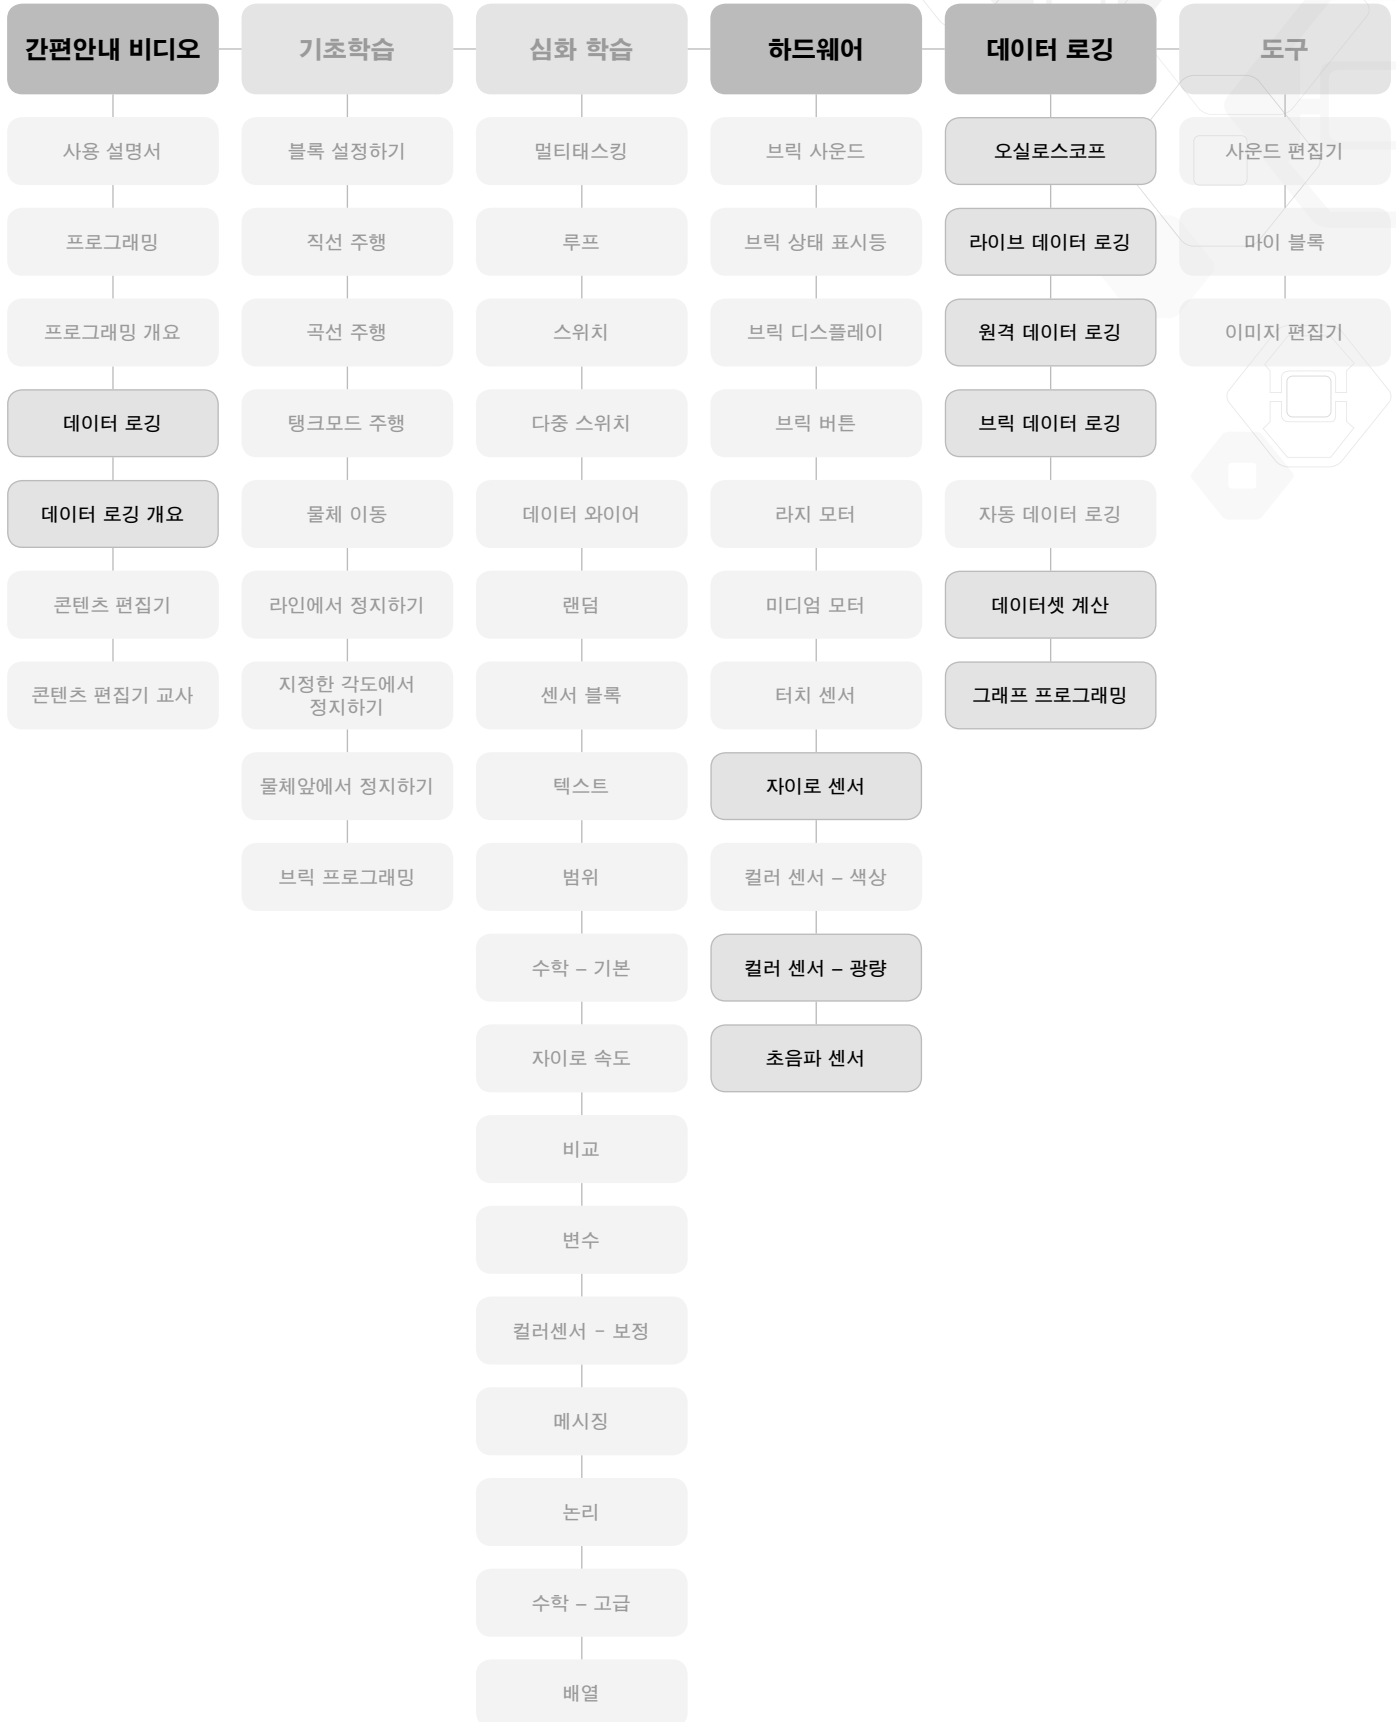 간편안내 비디오
사용 설명서
프로그래밍
프로그래밍 개요
데이터 로깅
데이터 로깅 개요
콘텐츠 편집기
콘텐츠 편집기 교사
기초학습
블록 설정하기
직선 주행
곡선 주행
탱크모드 주행
물체 이동
라인에서 정지하기
지정한 각도에서
정지하기
물체앞에서 정지하기
브릭 프로그래밍
심화 학습
멀티태스킹
루프
스위치
다중 스위치
데이터 와이어
랜덤
센서 블록
텍스트
범위
수학 – 기본
자이로 속도
비교
변수
컬러센서 - 보정
메시징
논리
수학 – 고급
배열
하드웨어
브릭 사운드
브릭 상태 표시등
브릭 디스플레이
브릭 버튼
라지 모터
미디엄 모터
터치 센서
자이로 센서
컬러 센서 – 색상
컬러 센서 – 광량
초음파 센서
데이터 로깅
오실로스코프
라이브 데이터 로깅
원격 데이터 로깅
브릭 데이터 로깅
자동 데이터 로깅
데이터셋 계산
그래프 프로그래밍
도구
사운드 편집기
마이 블록
이미지 편집기